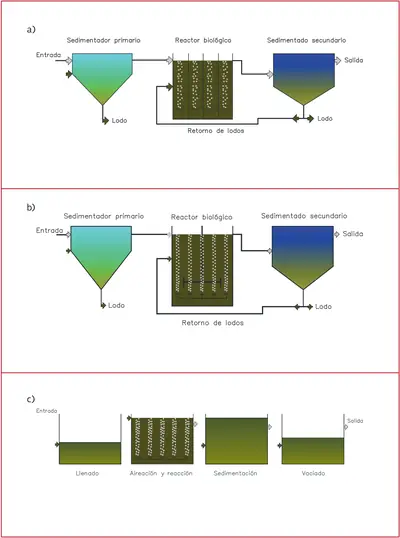 a)
Sedimentador primario
Reactor biológico
Sedimentado secundario
Entrada
Salida
Lodo
Lodo
Retorno de lodos
b)
Sedimentador primario
Reactor biológico
Sedimentado secundario
Entrada
Salida
Lodo
Lodo
Retorno de lodos
c)
Entrada
Salida
Llenado
Aireación y reacción
Sedimentación
Vaciado